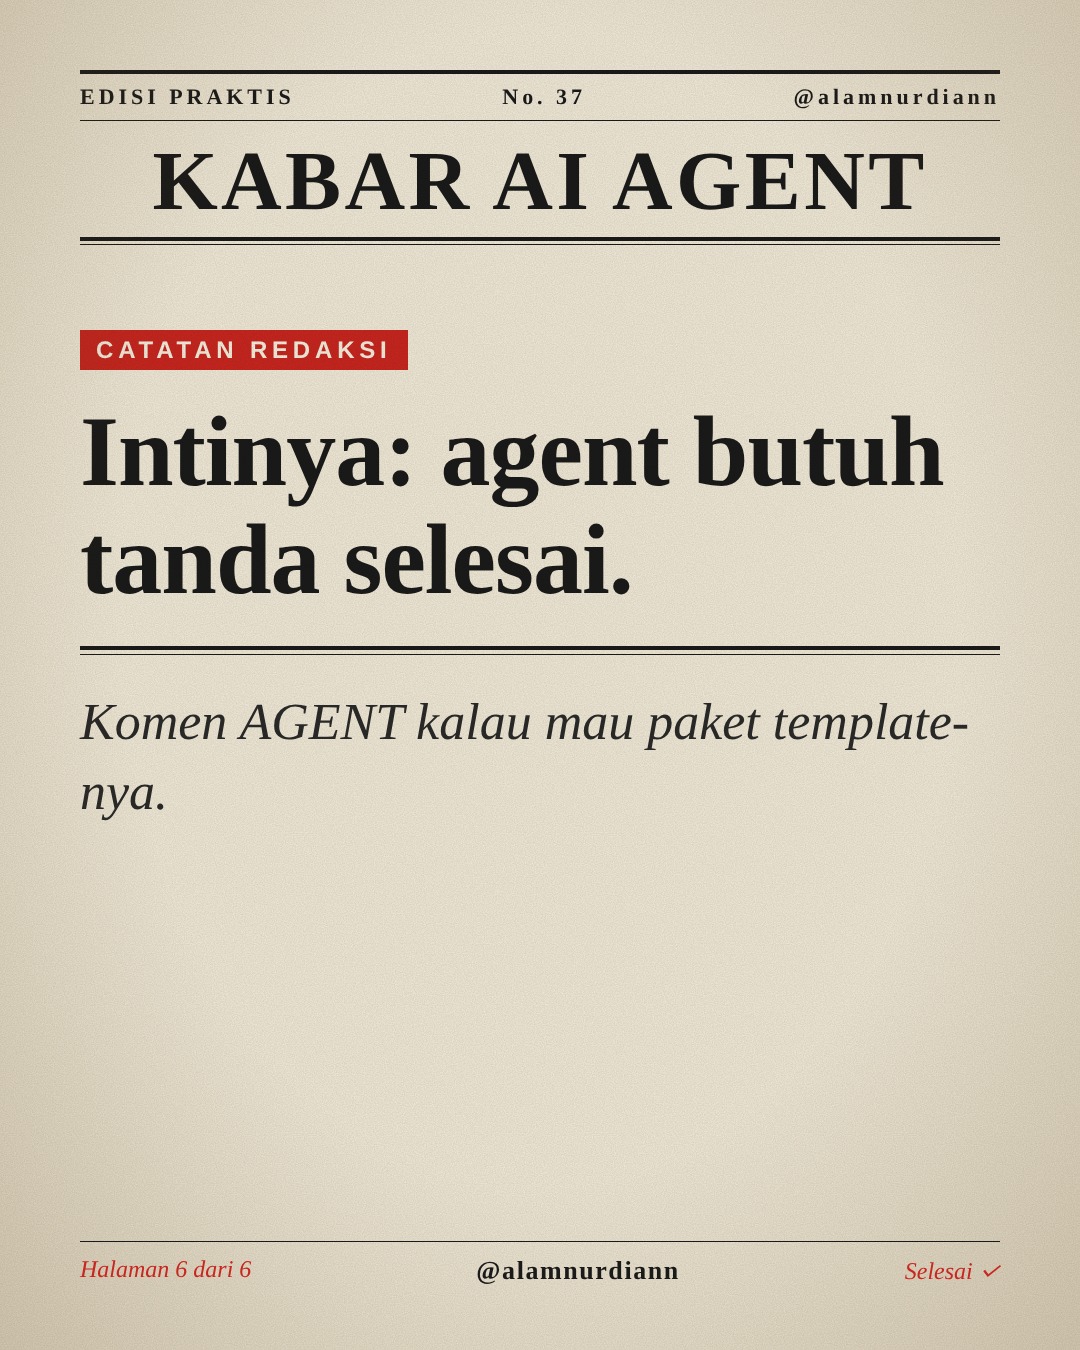 EDISI PRAKTIS No. 37 @alamnurdiann
KABAR AI AGENT
CATATAN REDAKSI
Intinya: agent butuh
tanda selesai.
Komen AGENT kalau mau paket template-
nya.
Halaman 6 dari 6 @alamnurdiann Selesai ✓